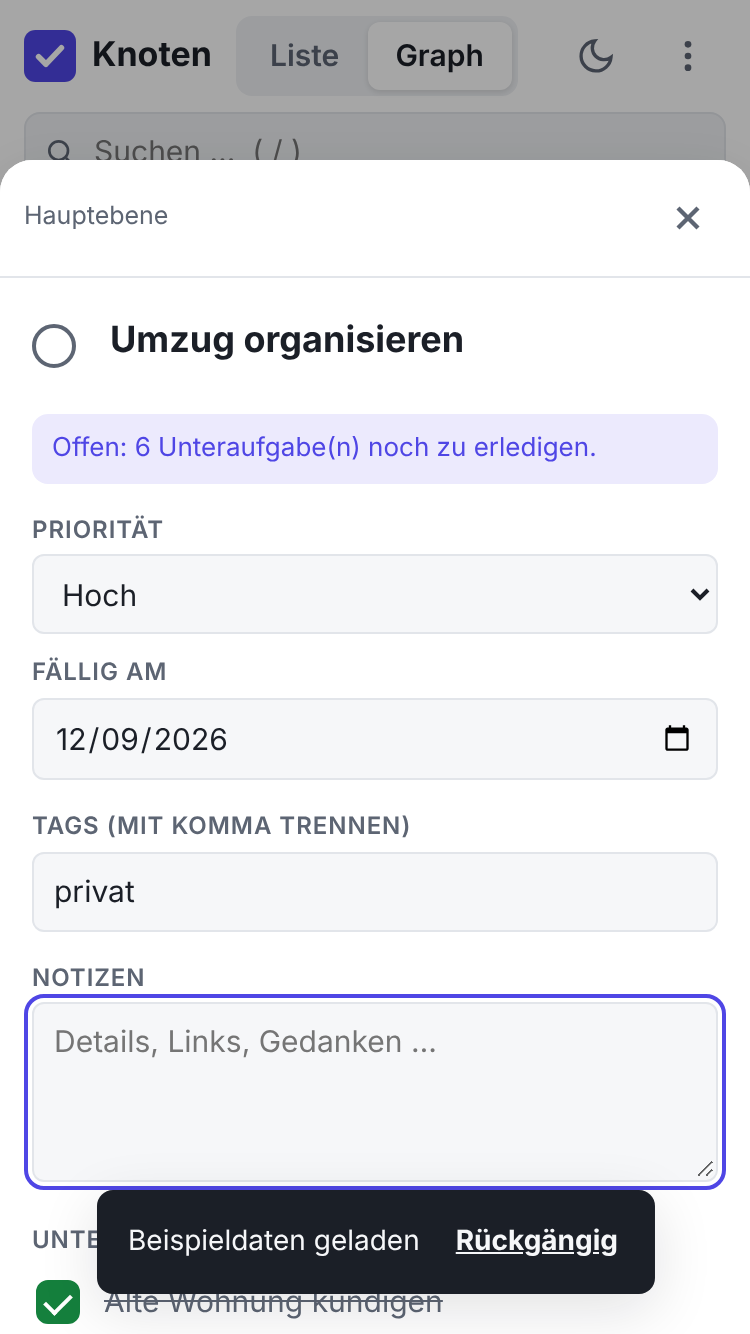 Knoten
Liste
Graph
Suchen … ( / )
Hauptebene
Umzug organisieren
Offen: 6 Unteraufgabe(n) noch zu erledigen.
PRIORITÄT
Hoch
FÄLLIG AM
12/09/2026
TAGS (MIT KOMMA TRENNEN)
privat
NOTIZEN
Details, Links, Gedanken …
Beispieldaten geladen Rückgängig
Alte Wohnung kündigen